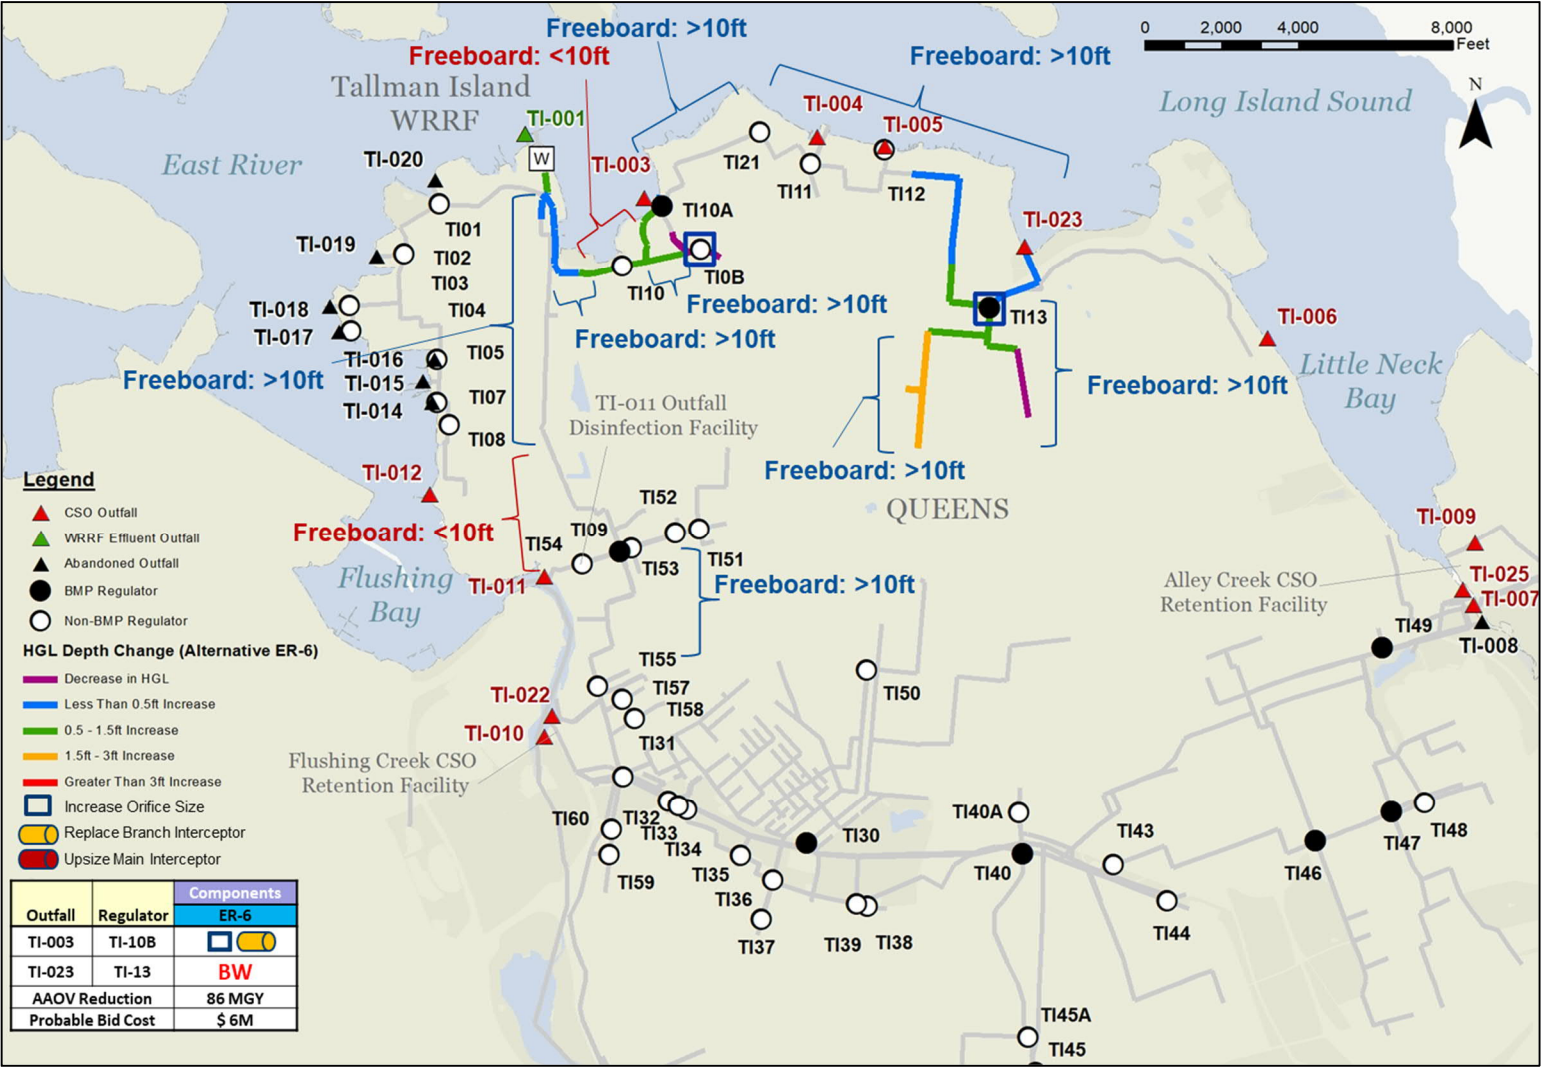 Freeboard: >10ft
Freeboard: <10ft
Freeboard: >10ft
0 2,000 4,000 8,000
Feet
N
Tallman Island
WRRF
Long Island Sound
East River
TI-001
W
TI-004
TI-005
TI-020
TI-003
TI21
TI11
TI12
TI01
TI10A
TI-023
TI-019
TI02
TI03
TI0B
TI10
TI-018
TI04
TI-017
Freeboard: >10ft
Freeboard: >10ft
TI13
TI-006
TI-016
TI05
TI-015
TI07
TI-014
TI08
Freeboard: >10ft
Freeboard: >10ft
Little Neck
Bay
TI-011 Outfall
Disinfection Facility
Freeboard: >10ft
QUEENS
TI-012
Freeboard: <10ft
TI52
TI09
TI54
TI53
TI51
TI-011
Flushing
Bay
Freeboard: >10ft
TI-009
Alley Creek CSO
Retention Facility
TI-025
TI-007
TI49
TI-008
Legend
CSO Outfall
WRRF Effluent Outfall
Abandoned Outfall
BMP Regulator
Non-BMP Regulator
HGL Depth Change (Alternative ER-6)
Decrease in HGL
Less Than 0.5ft Increase
0.5 - 1.5ft Increase
1.5ft - 3ft Increase
Greater Than 3ft Increase
Increase Orifice Size
Replace Branch Interceptor
Upsize Main Interceptor
TI55
TI57
TI58
TI31
TI50
TI-022
TI-010
Flushing Creek CSO
Retention Facility
TI60
TI32
TI33
TI34
TI59
TI35
TI36
TI37
TI30
TI39
TI38
TI40A
TI40
TI43
TI44
TI46
TI47
TI48
TI45A
TI45
Components
Outfall Regulator ER-6
TI-003 TI-10B
TI-023 TI-13 BW
AAOV Reduction 86 MGY
Probable Bid Cost $ 6M